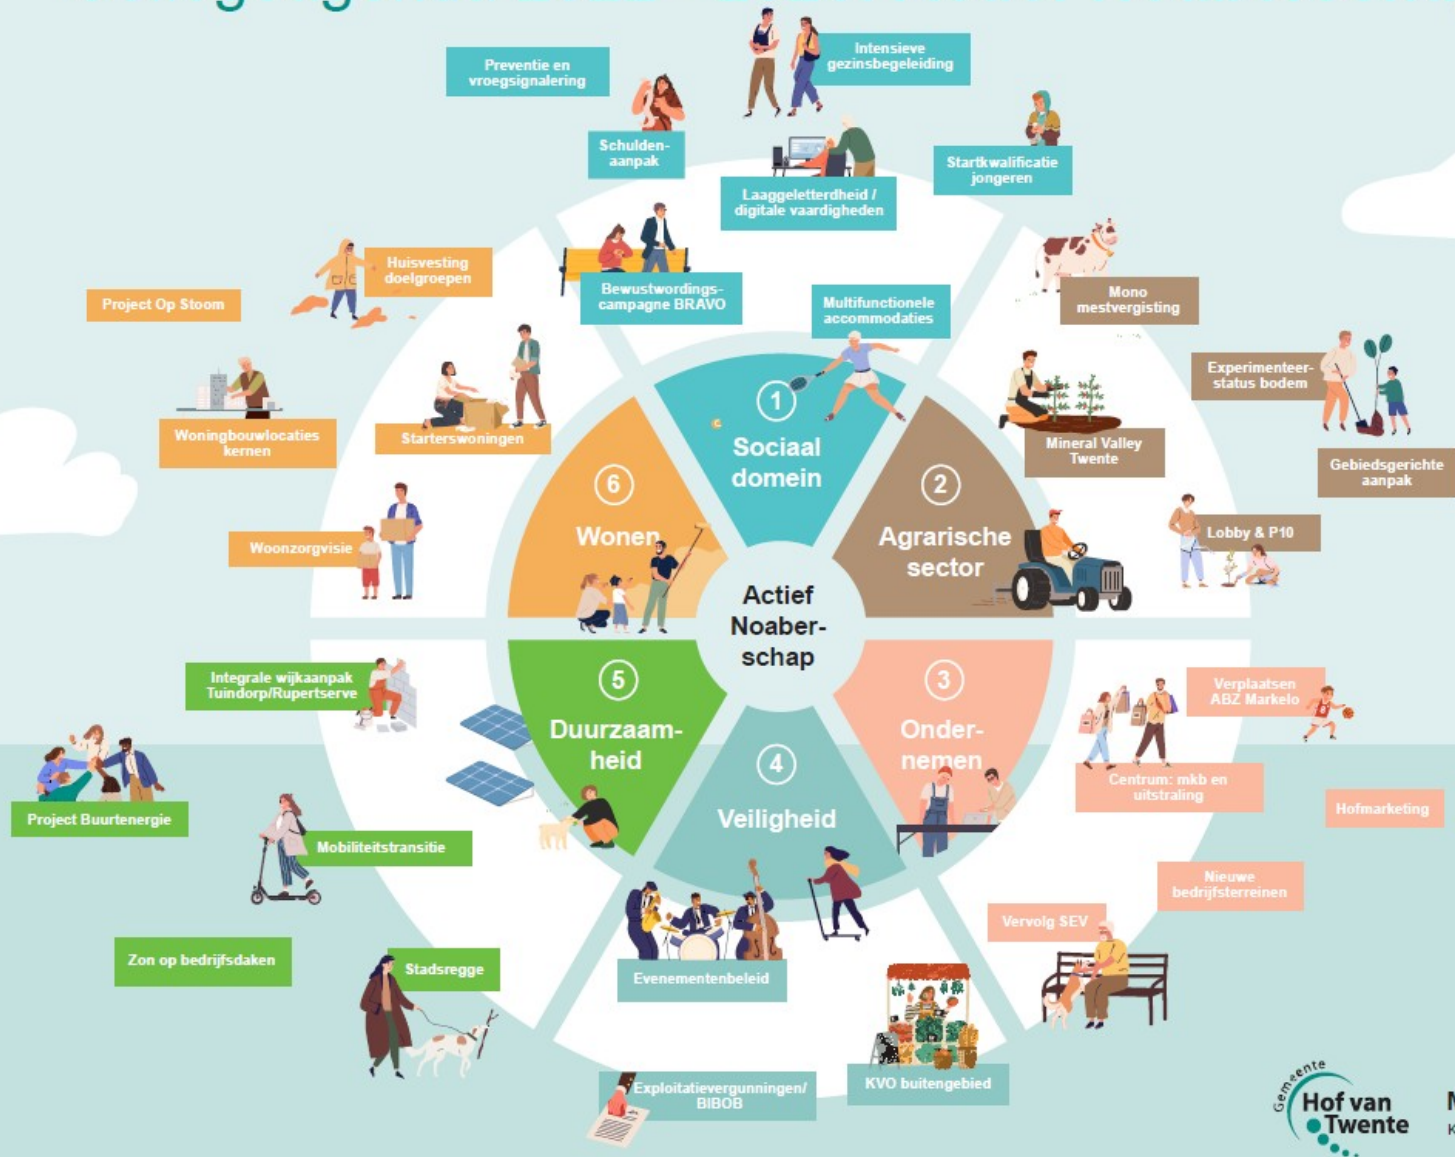 Preventie en
vroegsignalering
Intensieve
gezinsbegeleiding
Schulden-
aanpak
Startkwalificatie
jongeren
Laaggeletterdheid /
digitale vaardigheden
Huisvesting
doelgroepen
Bewustwordings-
campagne BRAVO
Multifunctionele
accommodaties
Mono
mestvergisting
Project Op Stoom
Experimenteer-
status bodem
Woningbouwlocaties
kernen
Starterswoningen
1
Sociaal
domein
Mineral Valley
Twente
Gebiedsgerichte
aanpak
6
Wonen
2
Agrarische
sector
Woonzorgvisie
Lobby & P10
Actief
Noaber-
schap
Integrale wijkaanpak
Tuindorp/Rupertserve
5
Duurzaam-
heid
3
Onder-
nemen
Verplaatsen
ABZ Markelo
4
Veiligheid
Centrum: mkb en
uitstraling
Hofmarketing
Project Buurtenergie
Mobiliteitstransitie
Nieuwe
bedrijfsterreinen
Vervolg SEV
Zon op bedrijfsdaken
Stadsregge
Evenementenbeleid
Exploitatievergunningen/
BIBOB
KVO buitengebied
Gemeente
Hof van
Twente